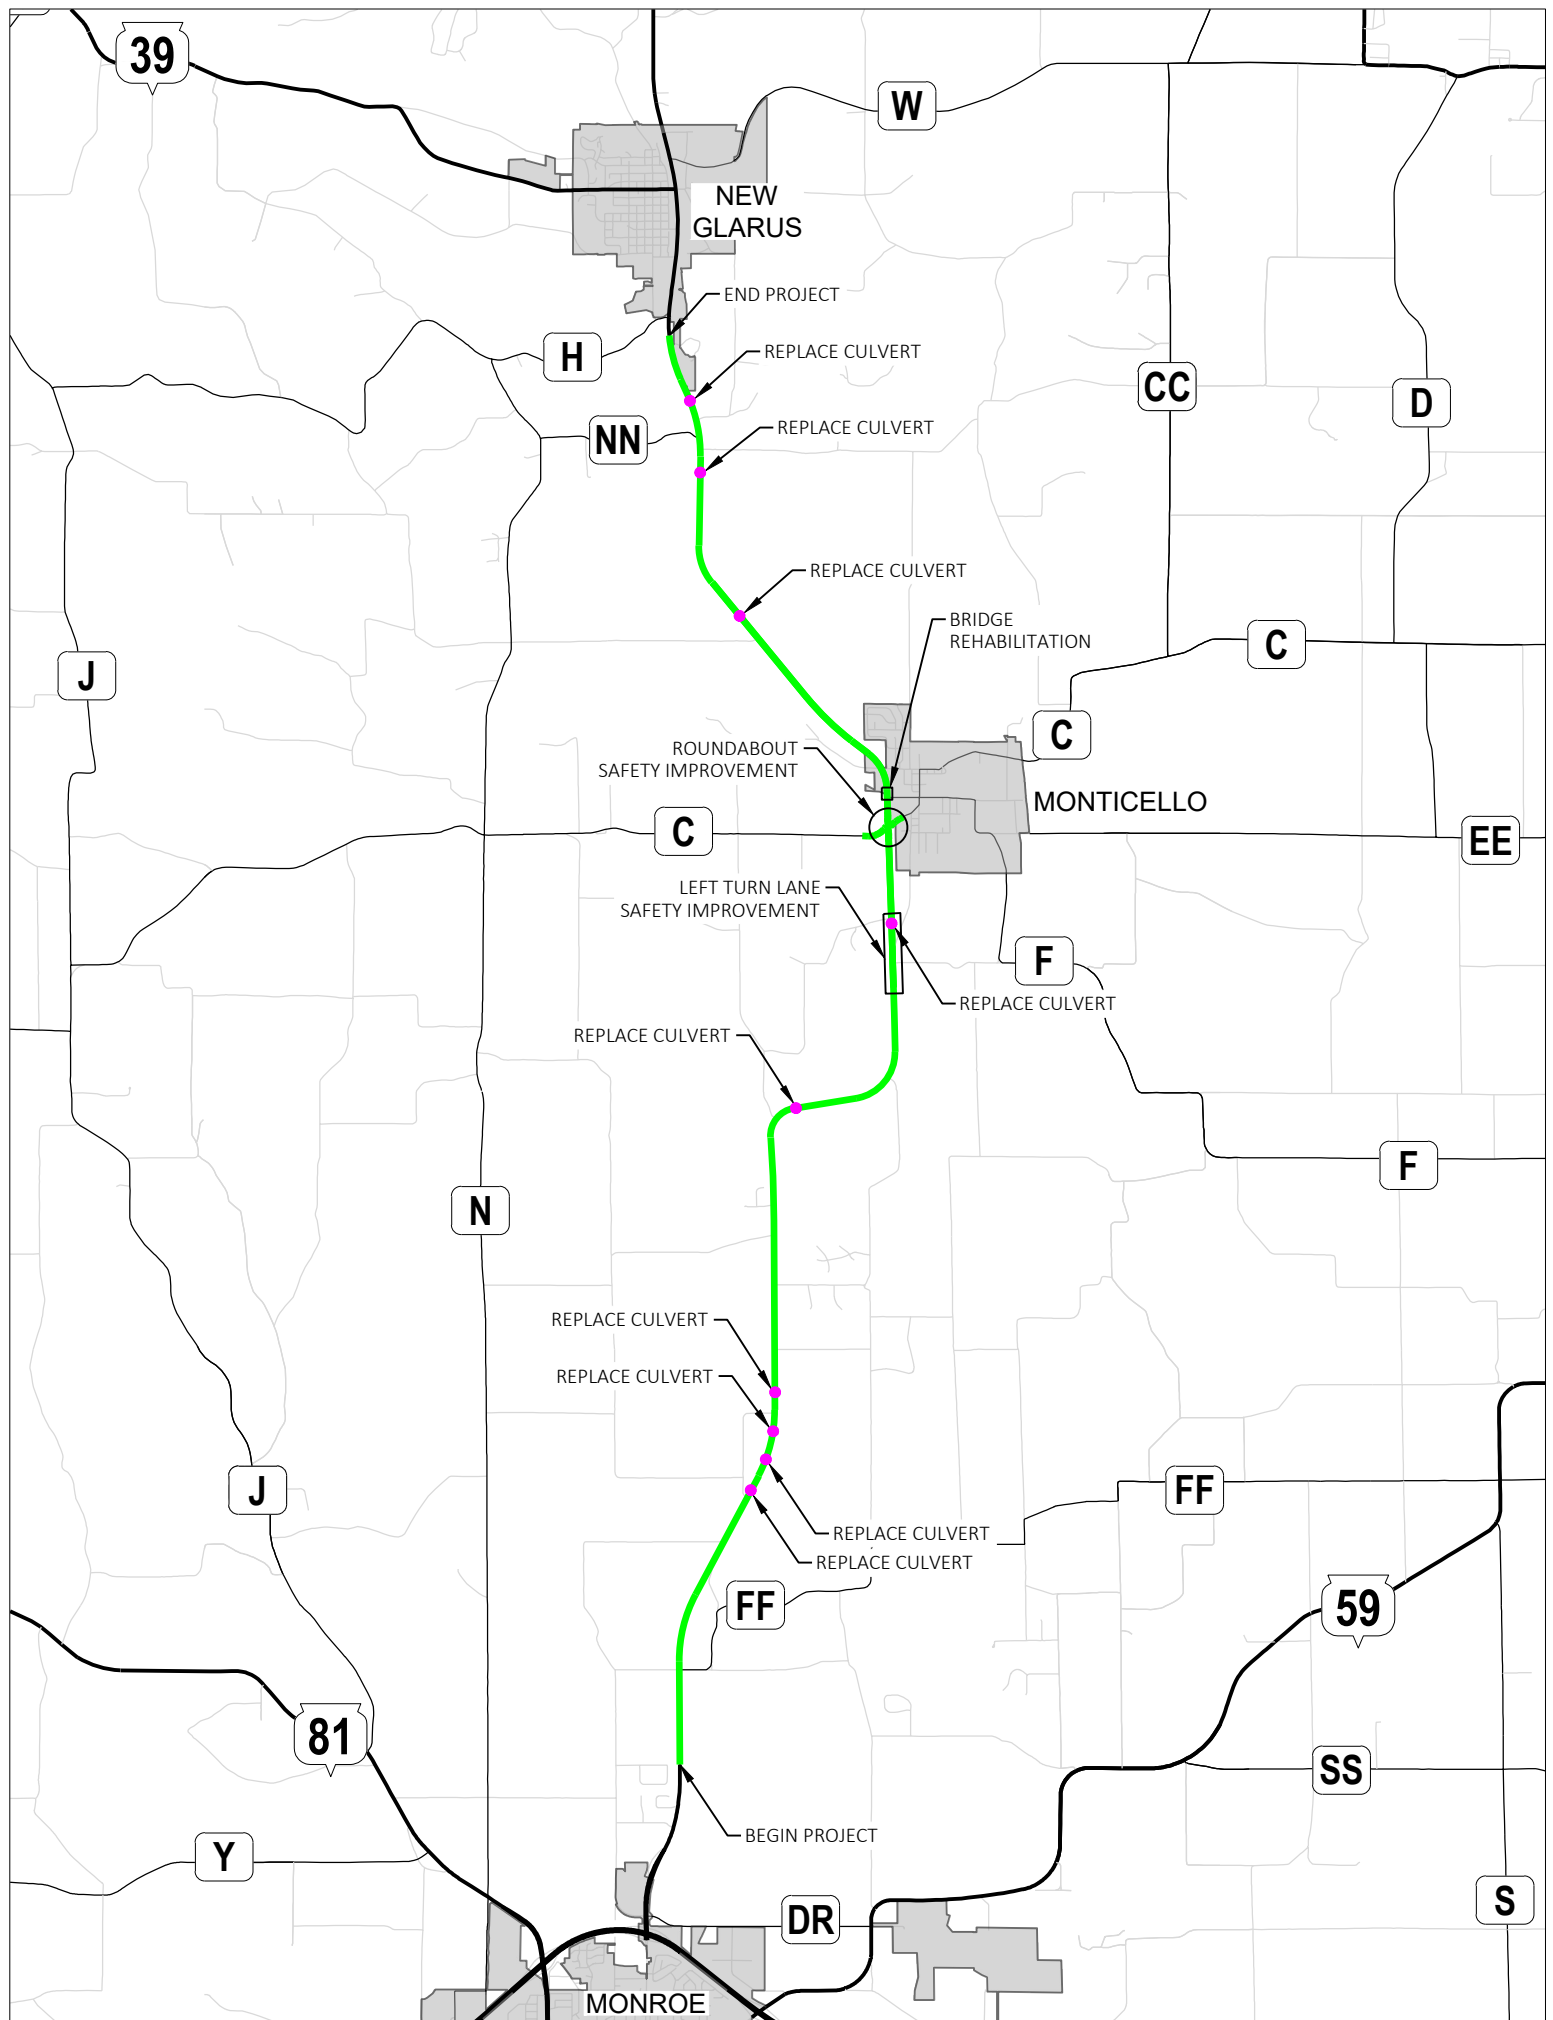 39
W
NEW
GLARUS
END PROJECT
H
REPLACE CULVERT
CC
D
NN
REPLACE CULVERT
REPLACE CULVERT
BRIDGE
REHABILITATION
C
J
C
ROUNDABOUT
SAFETY IMPROVEMENT
MONTICELLO
C
EE
LEFT TURN LANE
SAFETY IMPROVEMENT
F
REPLACE CULVERT
REPLACE CULVERT
F
N
REPLACE CULVERT
REPLACE CULVERT
J
FF
REPLACE CULVERT
REPLACE CULVERT
FF
59
81
SS
BEGIN PROJECT
Y
S
DR
MONROE